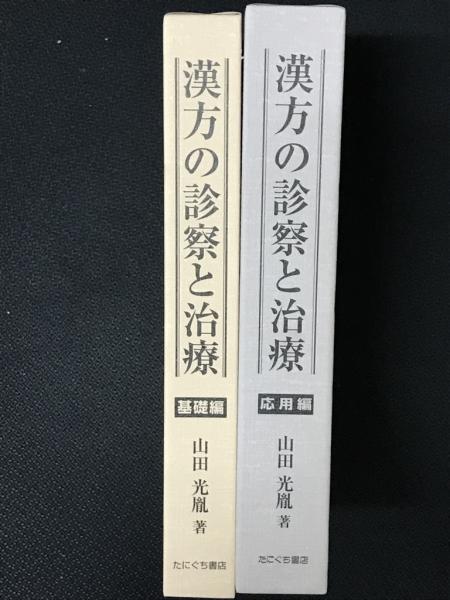 漢方の診察と治療
基礎編
山田 光胤 著
たにぐち書店
漢方の診察と治療
応用編
山田 光胤 著
たにぐち書店